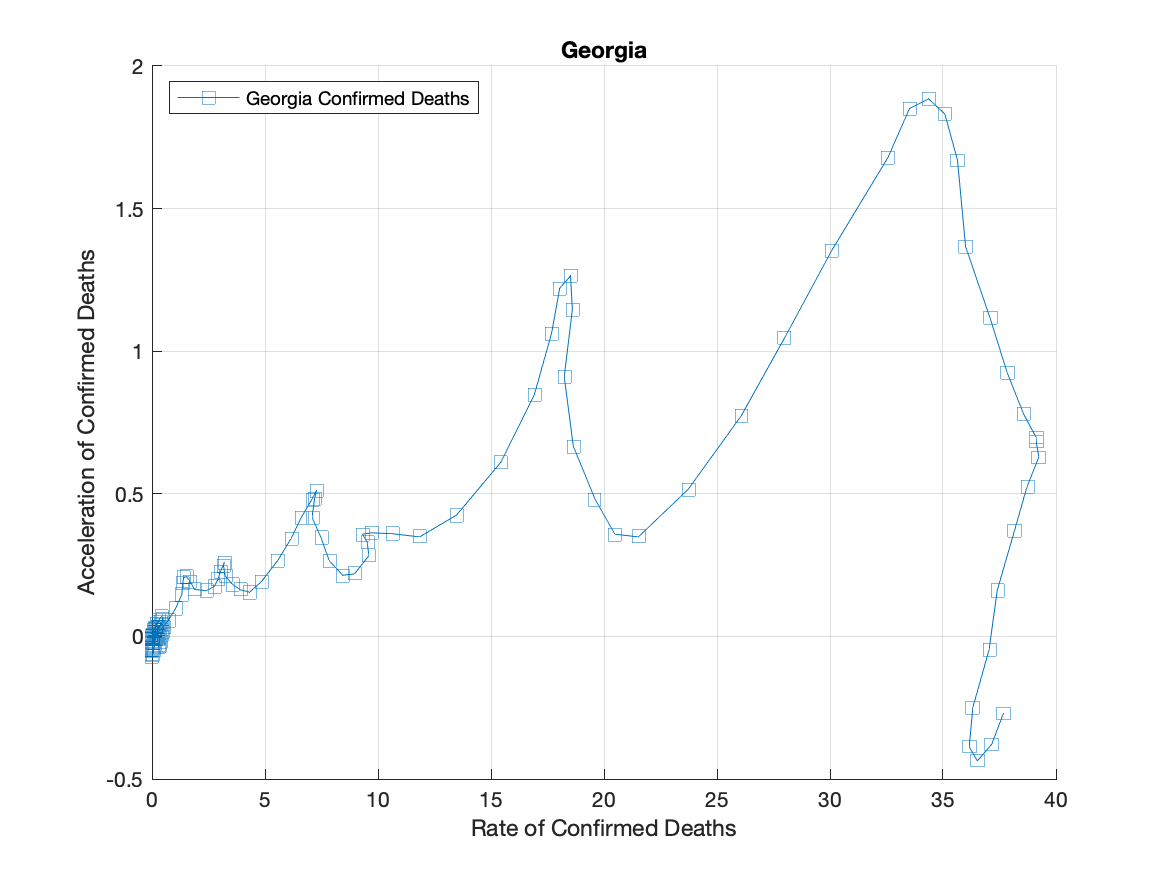 Georgia
Georgia Confirmed Deaths
Acceleration of Confirmed Deaths
2
1.5
1
0.5
0
-0.5
0 5 10 15 20 25 30 35 40
Rate of Confirmed Deaths